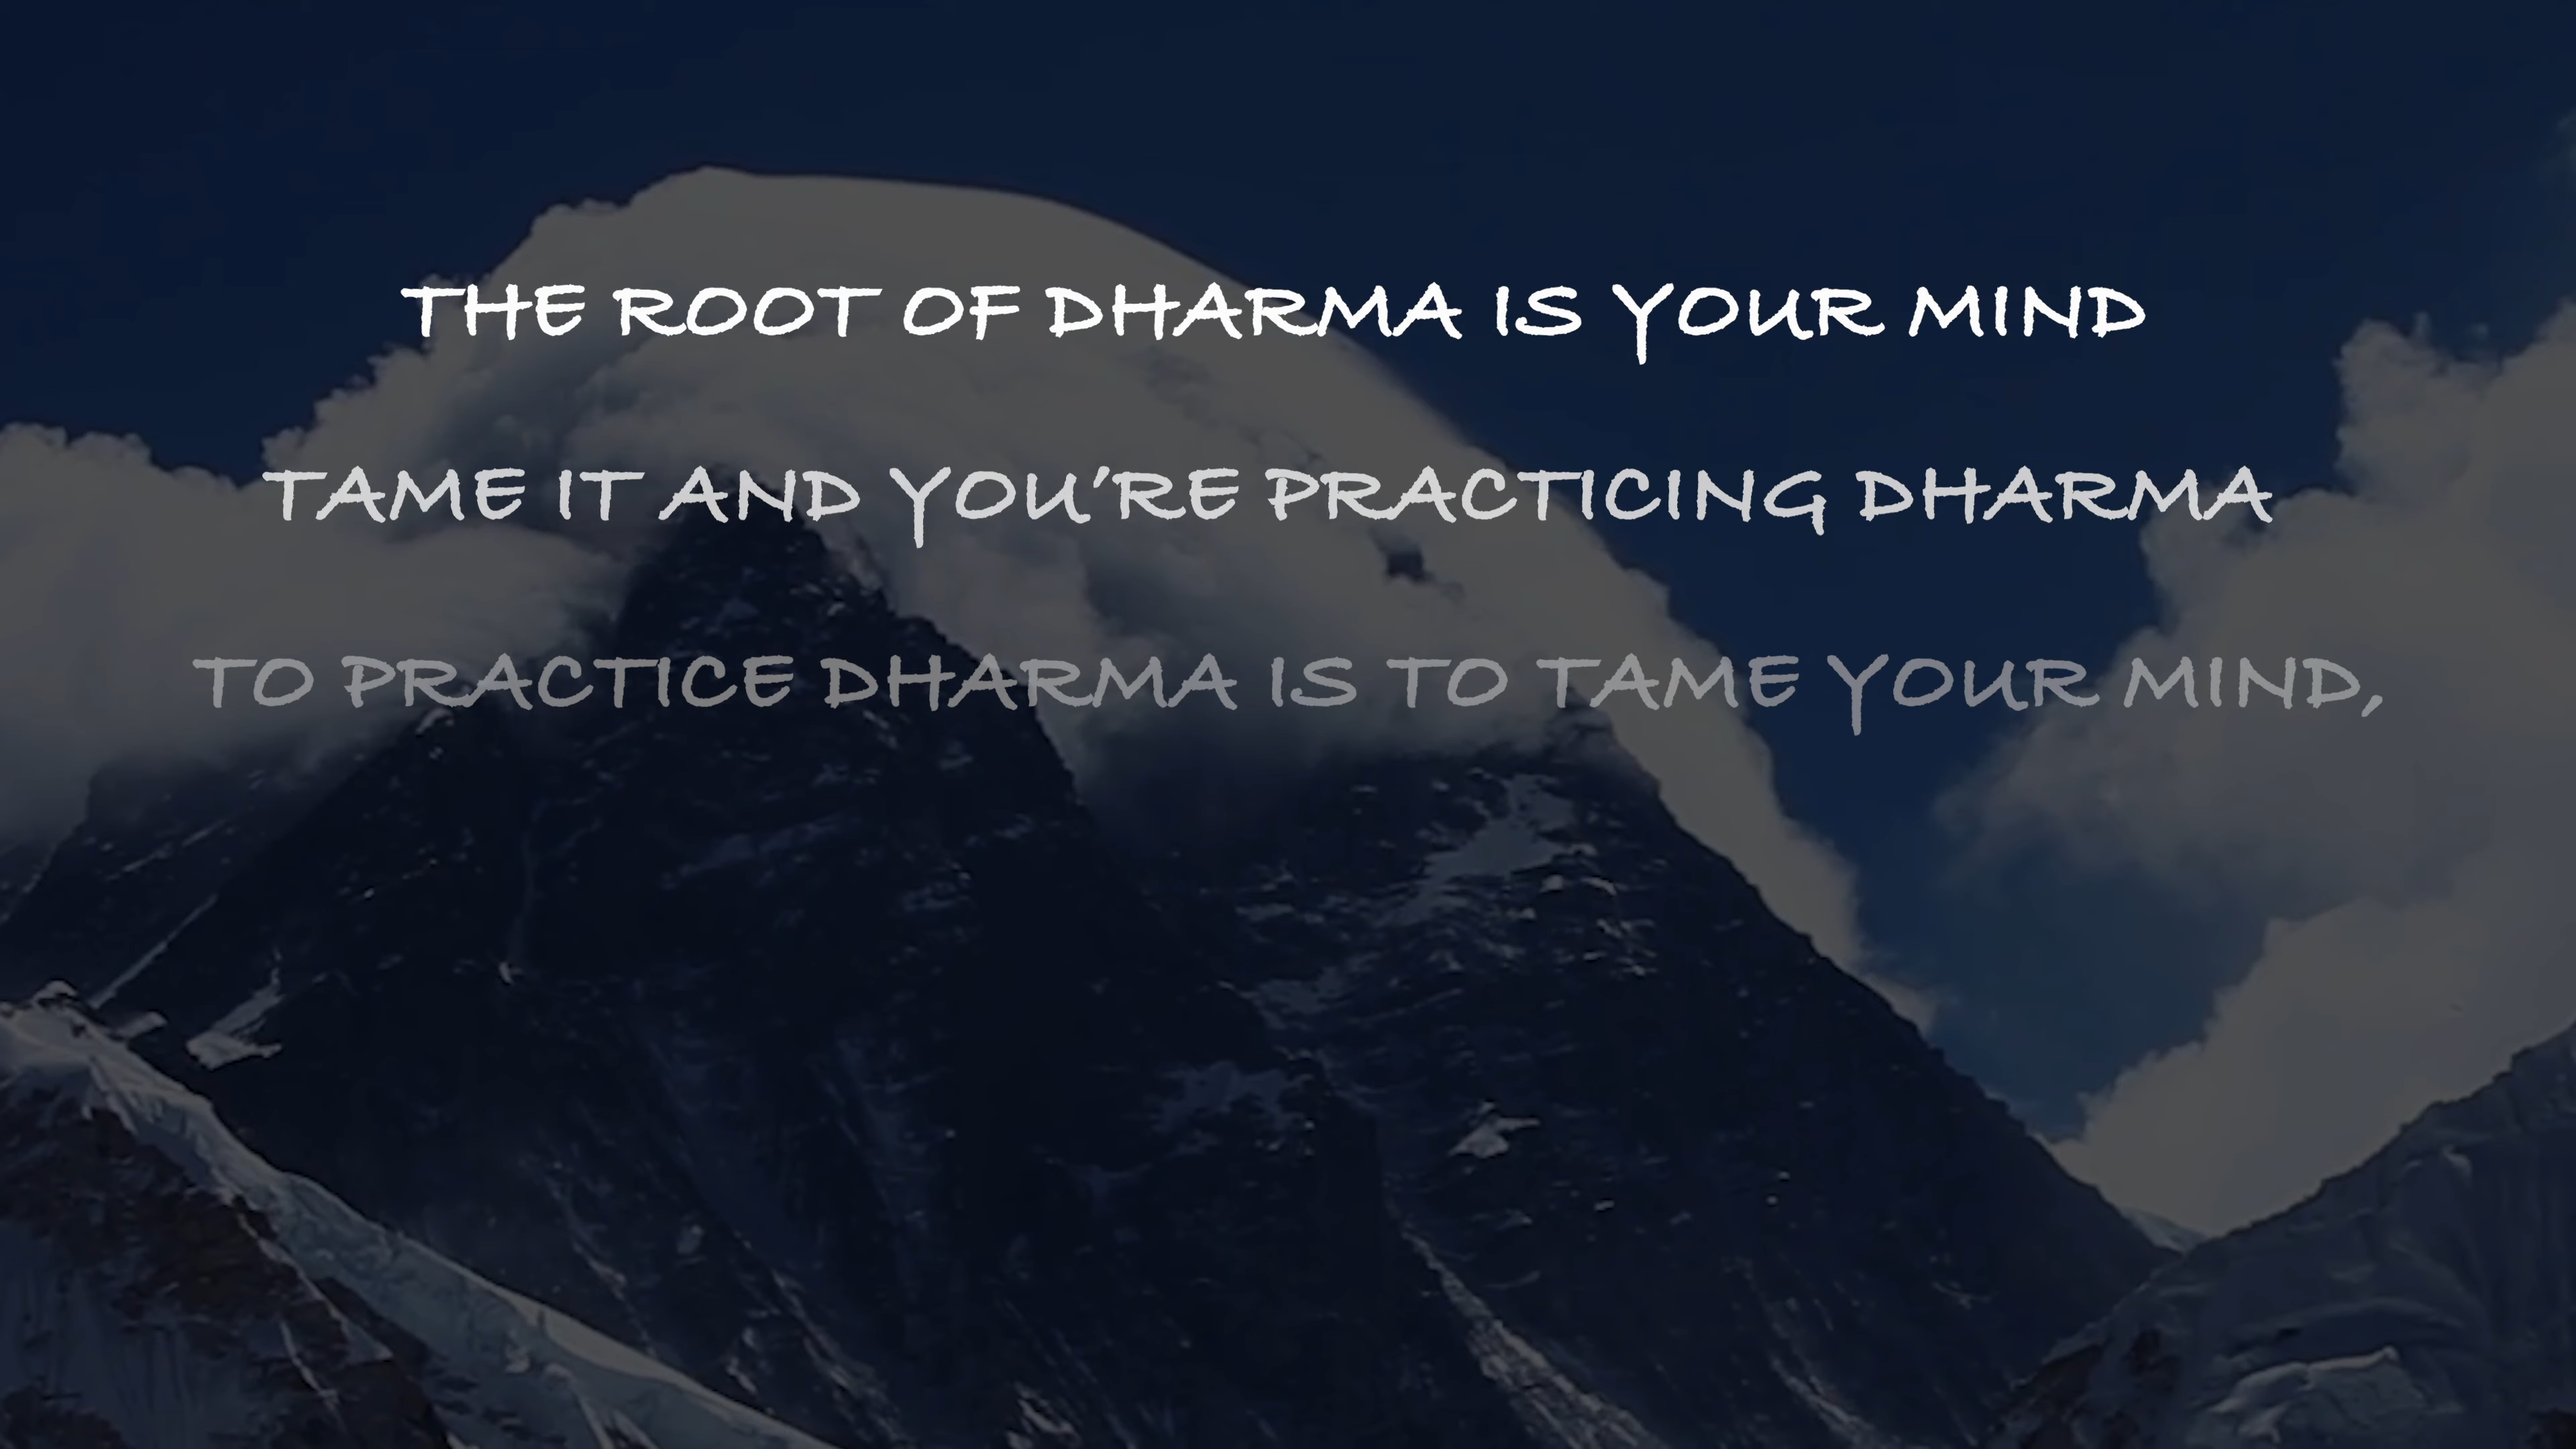 THE ROOT OF DHARMA IS YOUR MIND
TAME IT AND YOU’RE PRACTICING DHARMA
TO PRACTICE DHARMA IS TO TAME YOUR MIND,